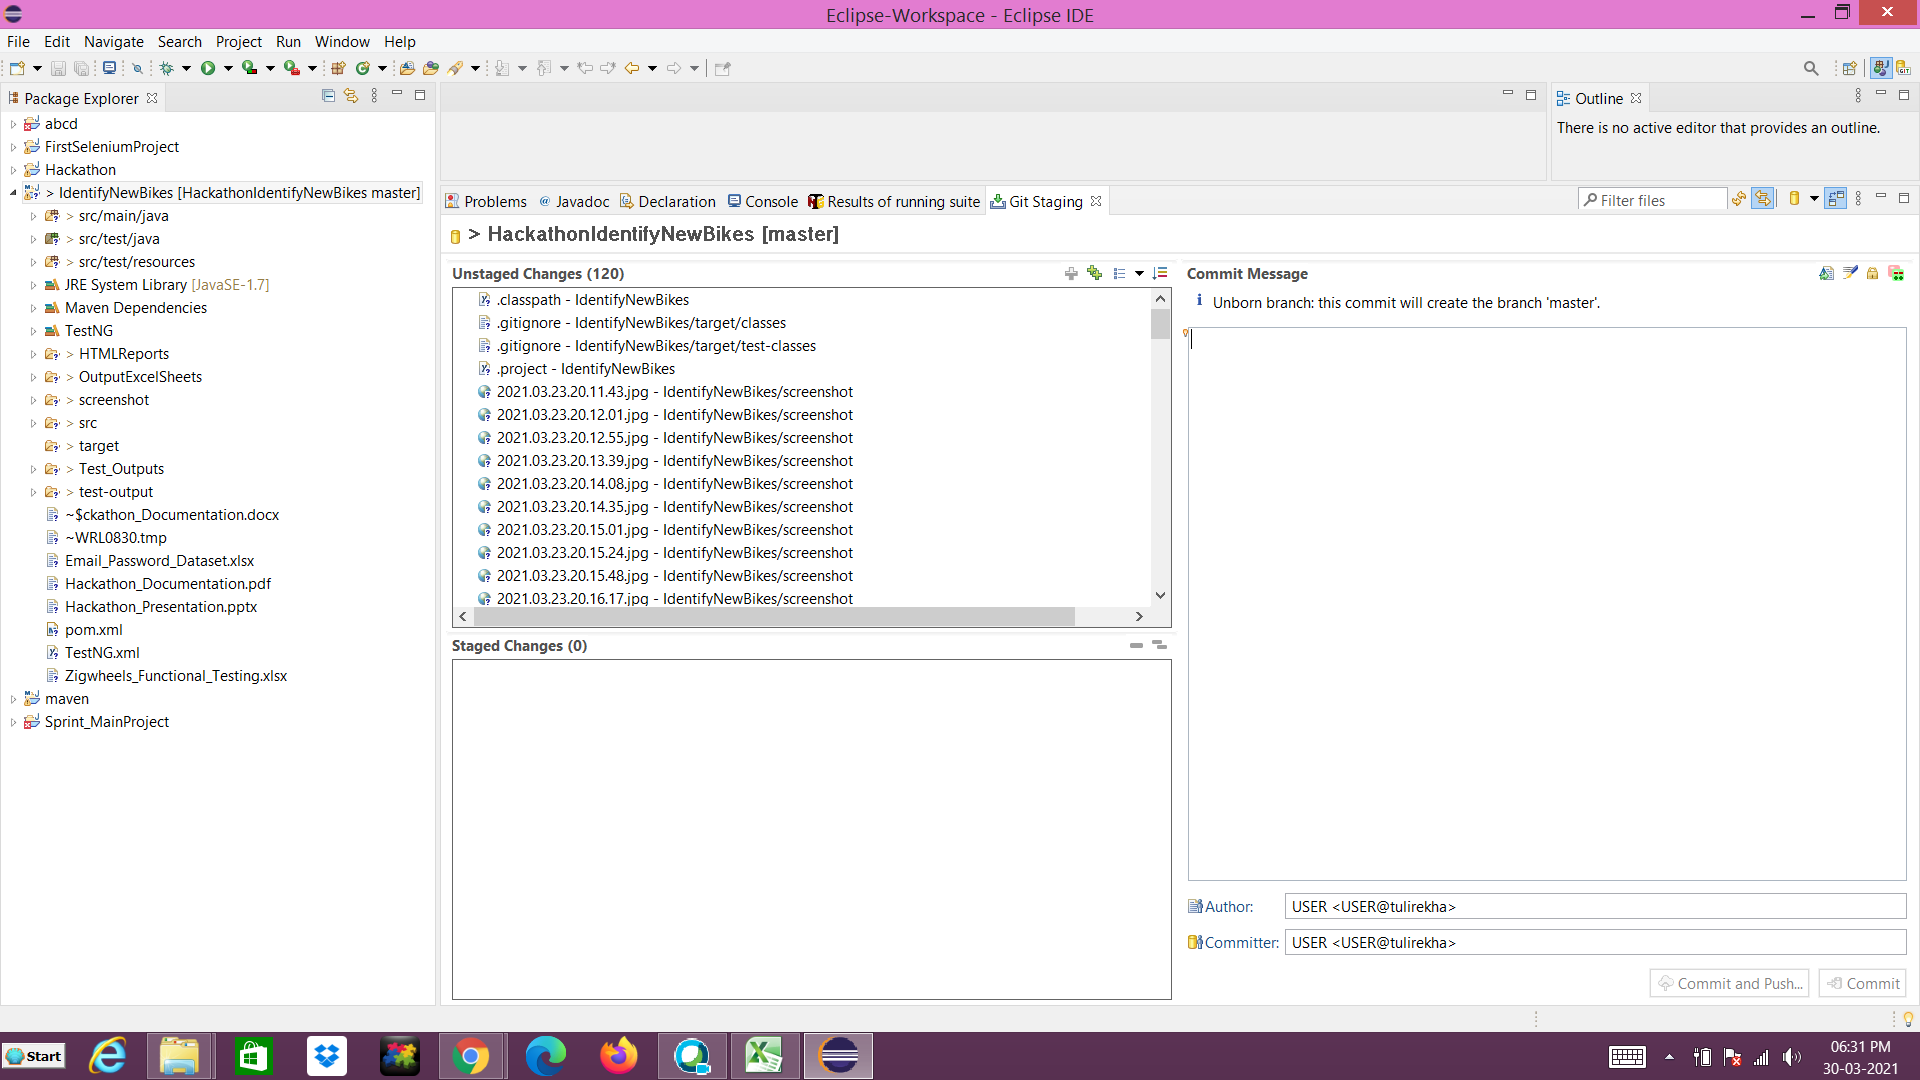 Eclipse-Workspace - Eclipse IDE
File Edit Navigate Search Project Run Window Help
Package Explorer
abcd
FirstSeleniumProject
Hackathon
> IdentifyNewBikes [HackathonIdentifyNewBikes master]
> src/main/java
> src/test/java
> src/test/resources
JRE System Library [JavaSE-1.7]
Maven Dependencies
TestNG
> HTMLReports
> OutputExcelSheets
> screenshot
> src
> target
> Test_Outputs
> test-output
~$ckathon_Documentation.docx
~WRL0830.tmp
Email_Password_Dataset.xlsx
Hackathon_Documentation.pdf
Hackathon_Presentation.pptx
pom.xml
TestNG.xml
Zigwheels_Functional_Testing.xlsx
maven
Sprint_MainProject
Problems @ Javadoc Declaration Console Results of running suite Git Staging
Filter files
> HackathonIdentifyNewBikes [master]
Unstaged Changes (120)
.classpath - IdentifyNewBikes
.gitignore - IdentifyNewBikes/target/classes
.gitignore - IdentifyNewBikes/target/test-classes
.project - IdentifyNewBikes
2021.03.23.20.11.43.jpg - IdentifyNewBikes/screenshot
2021.03.23.20.12.01.jpg - IdentifyNewBikes/screenshot
2021.03.23.20.12.55.jpg - IdentifyNewBikes/screenshot
2021.03.23.20.13.39.jpg - IdentifyNewBikes/screenshot
2021.03.23.20.14.08.jpg - IdentifyNewBikes/screenshot
2021.03.23.20.14.35.jpg - IdentifyNewBikes/screenshot
2021.03.23.20.15.01.jpg - IdentifyNewBikes/screenshot
2021.03.23.20.15.24.jpg - IdentifyNewBikes/screenshot
2021.03.23.20.15.48.jpg - IdentifyNewBikes/screenshot
2021.03.23.20.16.17.jpg - IdentifyNewBikes/screenshot
Staged Changes (0)
Commit Message
Unborn branch: this commit will create the branch 'master'.
Author: USER <USER@tulirekha>
Committer: USER <USER@tulirekha>
Commit and Push... Commit
Outline
There is no active editor that provides an outline.
Start
06:31 PM
30-03-2021